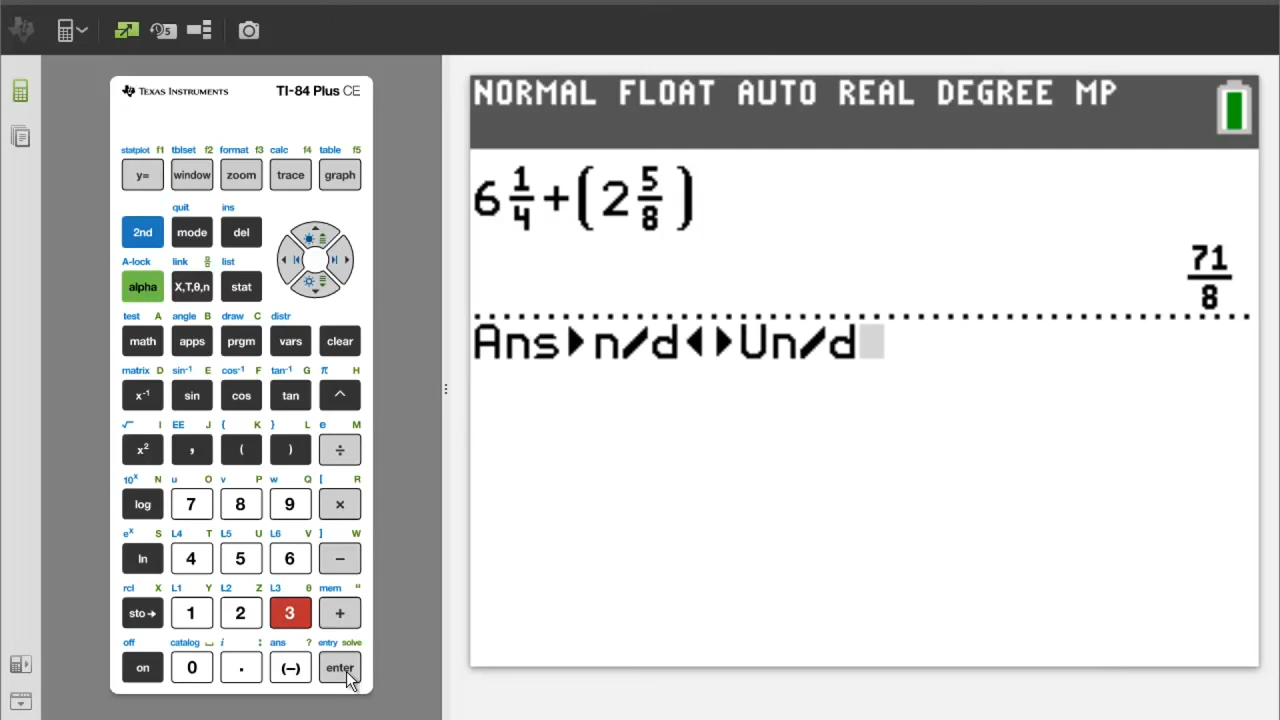 TEXAS INSTRUMENTS TI-84 Plus CE
statplot f1 tblset f2 format f3 calc f4 table f5
y= window zoom trace graph
quit ins
2nd mode del
A-lock link list
alpha X,T,θ,n stat
test A angle B draw C distr
math apps prgm vars clear
matrix D sin⁻¹ E cos⁻¹ F tan⁻¹ G π H
x⁻¹ sin cos tan ^
√ I EE J { K } L e M
x² , ( ) ÷
10ˣ N u O v P w Q [ R
log 7 8 9 ×
eˣ S L4 T L5 U L6 V ] W
ln 4 5 6 −
rcl X L1 Y L2 Z L3 θ mem "
sto→ 1 2 3 +
off catalog ⎵ i : ans ? entry solve
on 0 . (−) enter
NORMAL FLOAT AUTO REAL DEGREE MP
6 1/4+(2 5/8)
71/8
Ans▶n/d◀▶Un/d